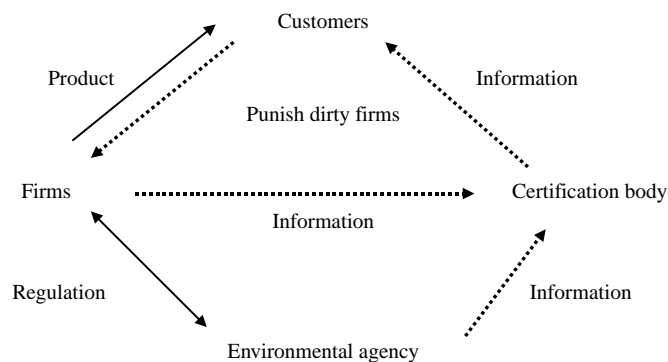 Customers
Product
Information
Punish dirty firms
Firms
Certification body
Information
Regulation
Information
Environmental agency